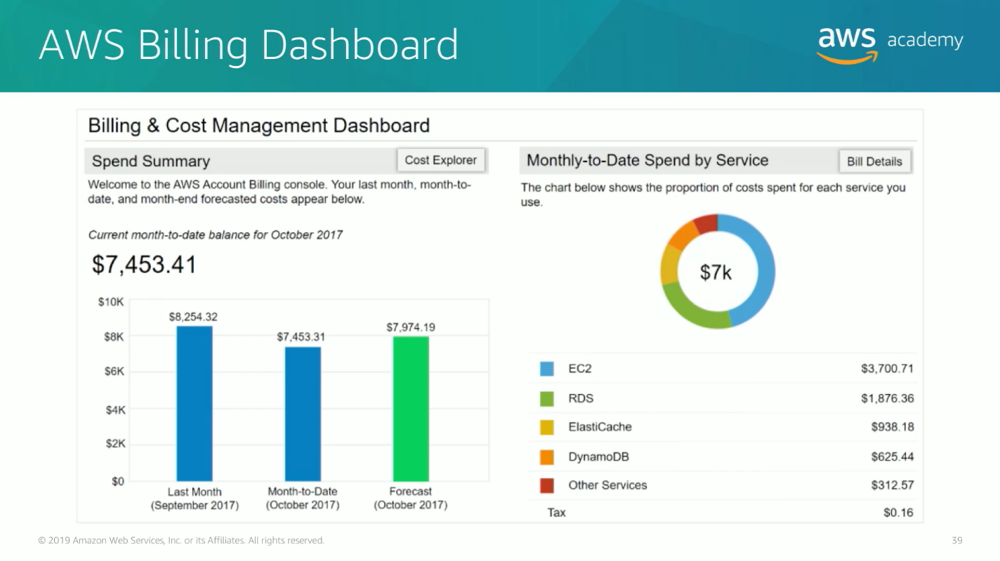 AWS Billing Dashboard
aws academy
Billing & Cost Management Dashboard
Spend Summary
Cost Explorer
Welcome to the AWS Account Billing console. Your last month, month-to-
date, and month-end forecasted costs appear below.
Current month-to-date balance for October 2017
$7,453.41
$10K
$8K
$6K
$4K
$2K
$0
$8,254.32
$7,453.31
$7,974.19
Last Month
(September 2017)
Month-to-Date
(October 2017)
Forecast
(October 2017)
Monthly-to-Date Spend by Service
Bill Details
The chart below shows the proportion of costs spent for each service you
use.
$7k
EC2 $3,700.71
RDS $1,876.36
ElastiCache $938.18
DynamoDB $625.44
Other Services $312.57
Tax $0.16
© 2019 Amazon Web Services, Inc. or its Affiliates. All rights reserved.
39